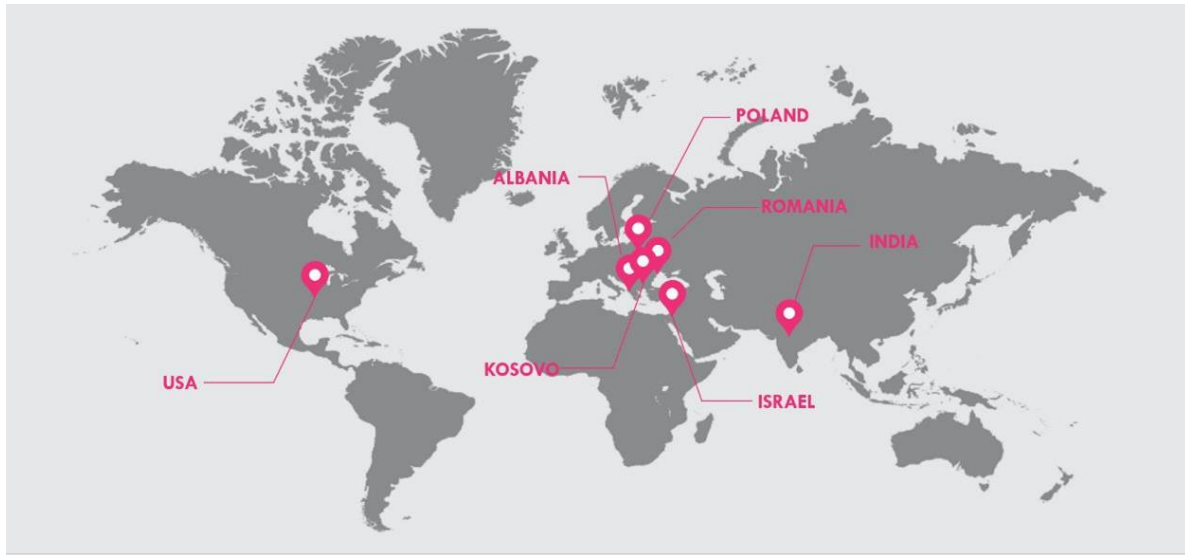 POLAND
ALBANIA
ROMANIA
INDIA
KOSOVO
USA
ISRAEL